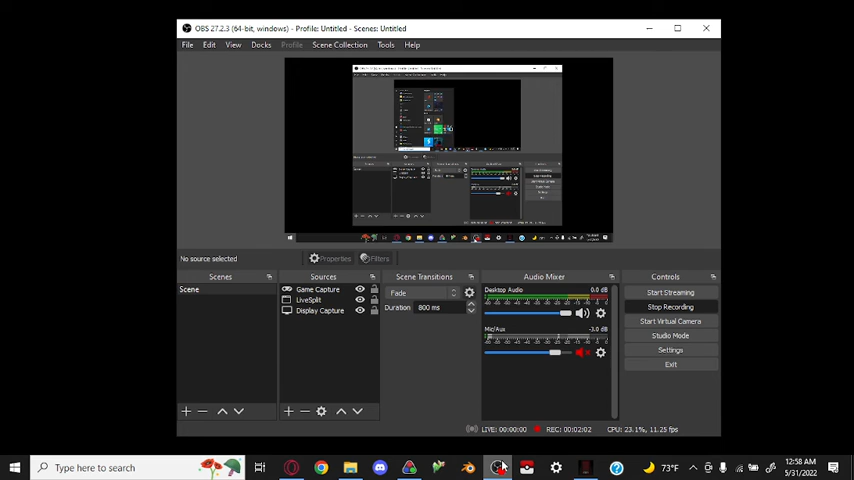 OBS 27.2.3 (64-bit, windows) - Profile: Untitled - Scenes: Untitled
File Edit View Docks Profile Scene Collection Tools Help
No source selected Properties Filters
Scenes Sources Scene Transitions Audio Mixer Controls
Scene
Game Capture
LiveSplit
Display Capture
Fade
Duration 800 ms
Desktop Audio 0.0 dB
Mic/Aux -3.0 dB
Start Streaming
Stop Recording
Start Virtual Camera
Studio Mode
Settings
Exit
LIVE: 00:00:00 REC: 00:02:02 CPU: 23.1%, 11.25 fps
Type here to search
73°F
12:58 AM
5/31/2022